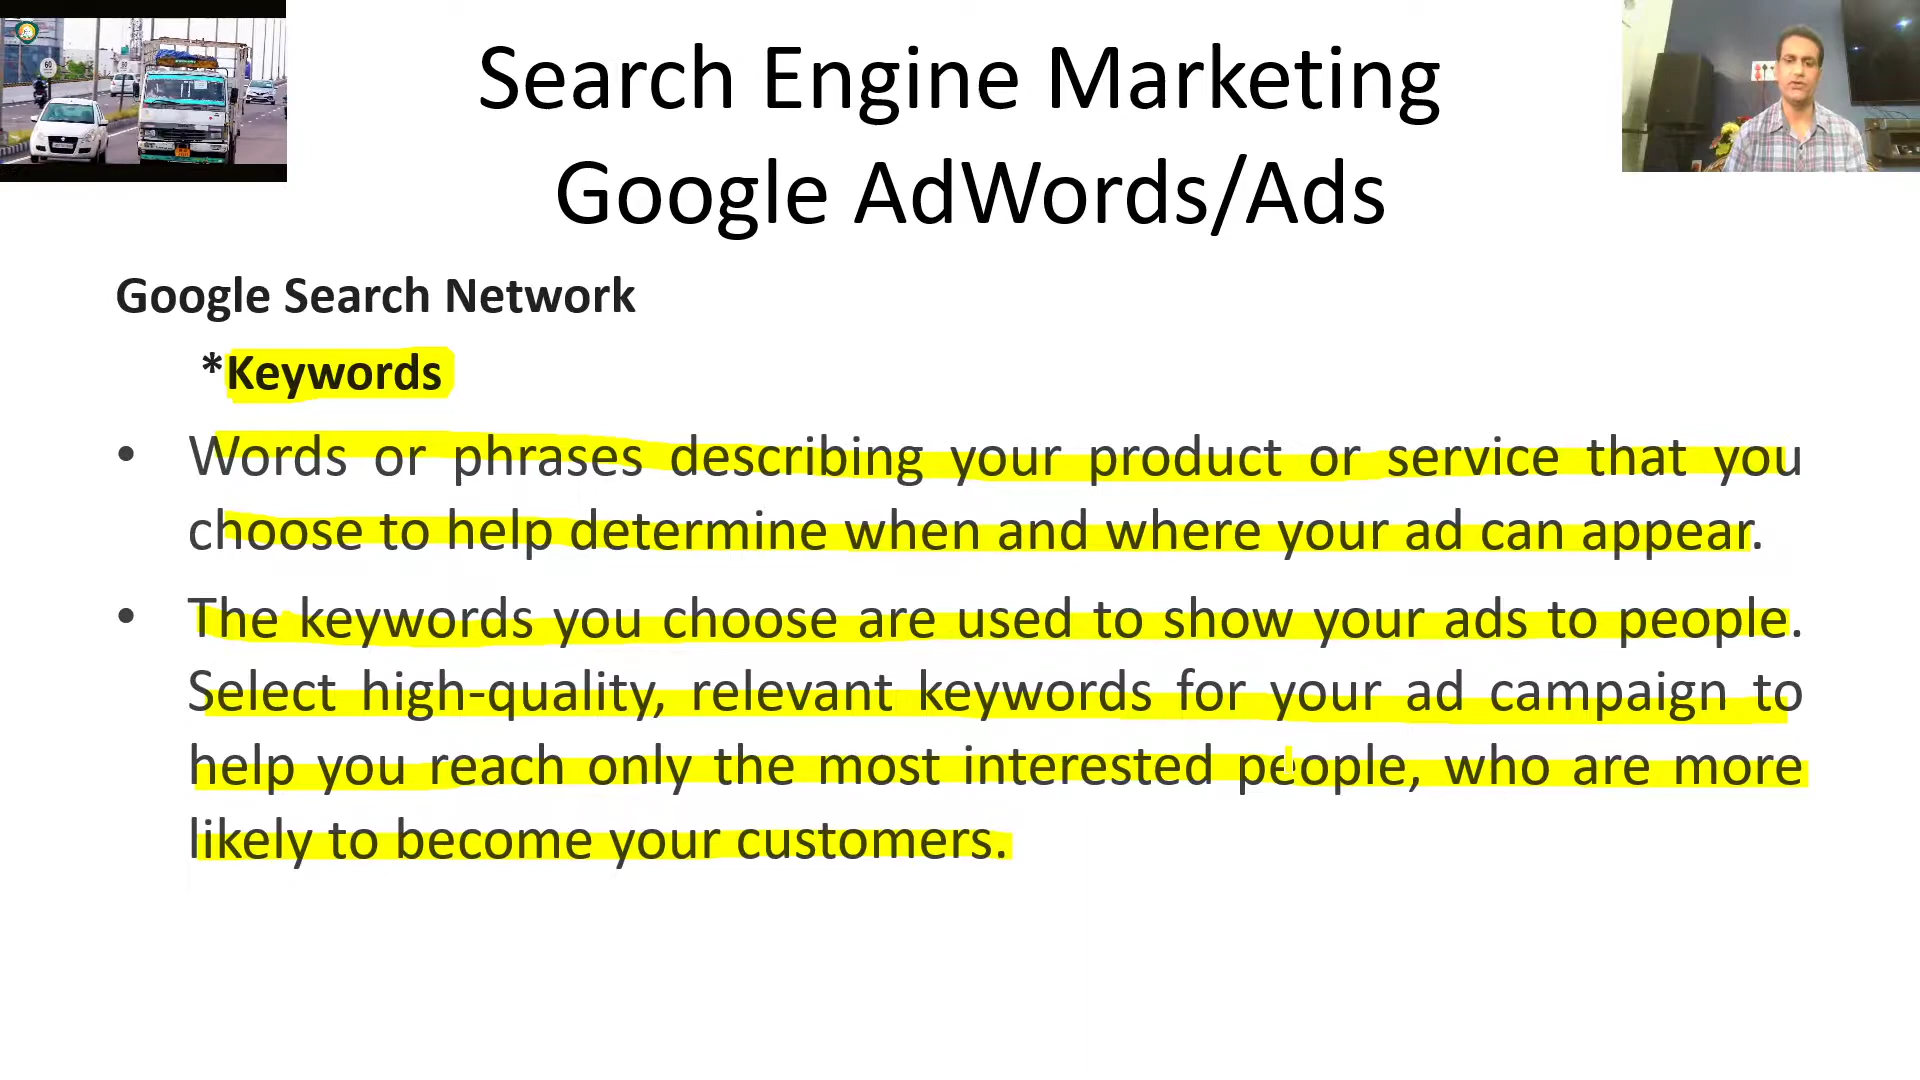 Search Engine Marketing
Google AdWords/Ads
Google Search Network
*Keywords
• Words or phrases describing your product or service that you
choose to help determine when and where your ad can appear.
• The keywords you choose are used to show your ads to people.
Select high-quality, relevant keywords for your ad campaign to
help you reach only the most interested people, who are more
likely to become your customers.
60